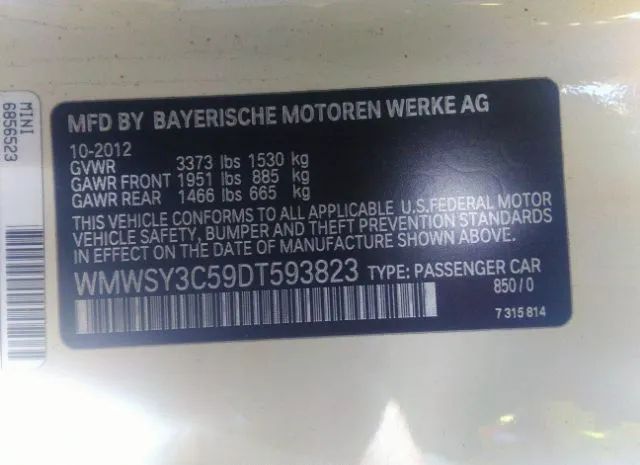 MINI
6856523
MFD BY BAYERISCHE MOTOREN WERKE AG
10-2012
GVWR 3373 lbs 1530 kg
GAWR FRONT 1951 lbs 885 kg
GAWR REAR 1466 lbs 665 kg
THIS VEHICLE CONFORMS TO ALL APPLICABLE U.S.FEDERAL MOTOR
VEHICLE SAFETY, BUMPER AND THEFT PREVENTION STANDARDS
IN EFFECT ON THE DATE OF MANUFACTURE SHOWN ABOVE.
WMWSY3C59DT593823 TYPE: PASSENGER CAR
850/0
7 315 814